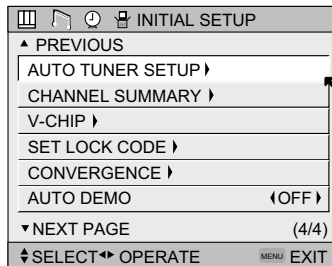 INITIAL SETUP
▲ PREVIOUS
AUTO TUNER SETUP
CHANNEL SUMMARY
V-CHIP
SET LOCK CODE
CONVERGENCE
AUTO DEMO (OFF)
▼NEXT PAGE (4/4)
SELECT OPERATE MENU EXIT